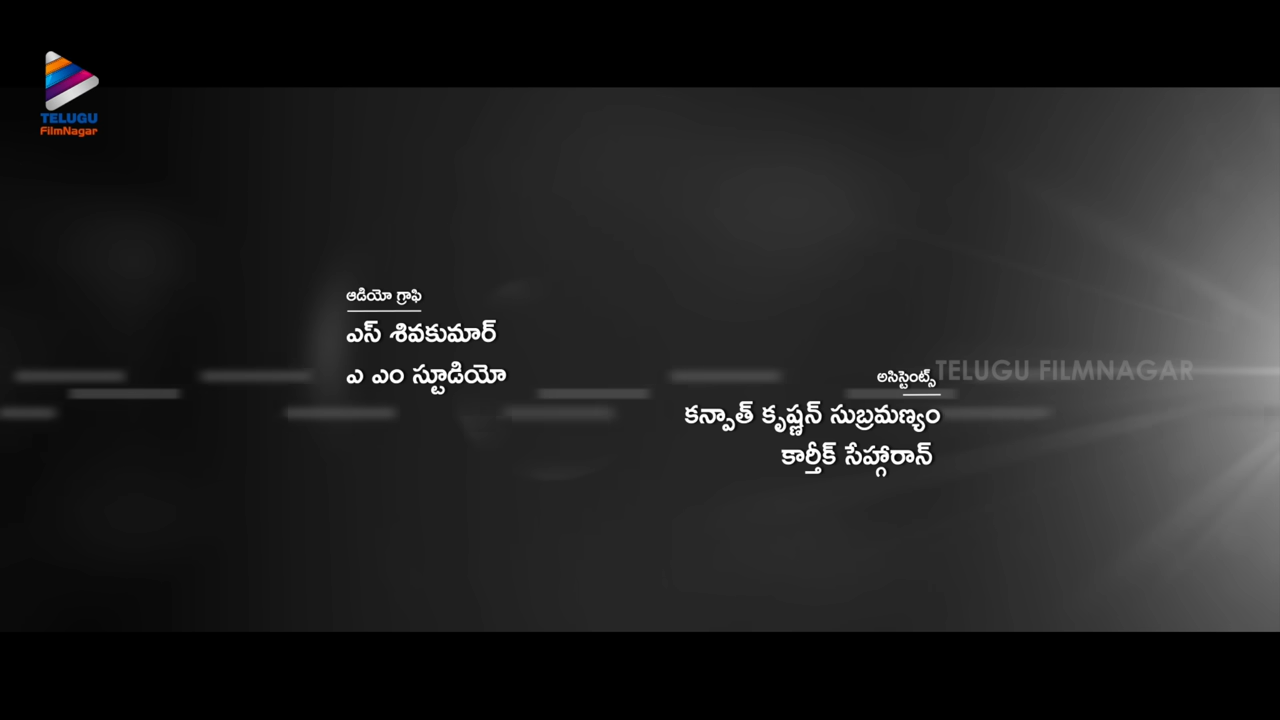 TELUGU
FilmNagar
ఆడియో గ్రాఫి
ఎస్ శివకుమార్
ఎ ఎం స్టూడియో
TELUGU FILMNAGAR
అసిస్టెంట్స్
కన్పాత్ కృష్ణన్ సుబ్రమణ్యం
కార్తీక్ సేహ్గారాన్